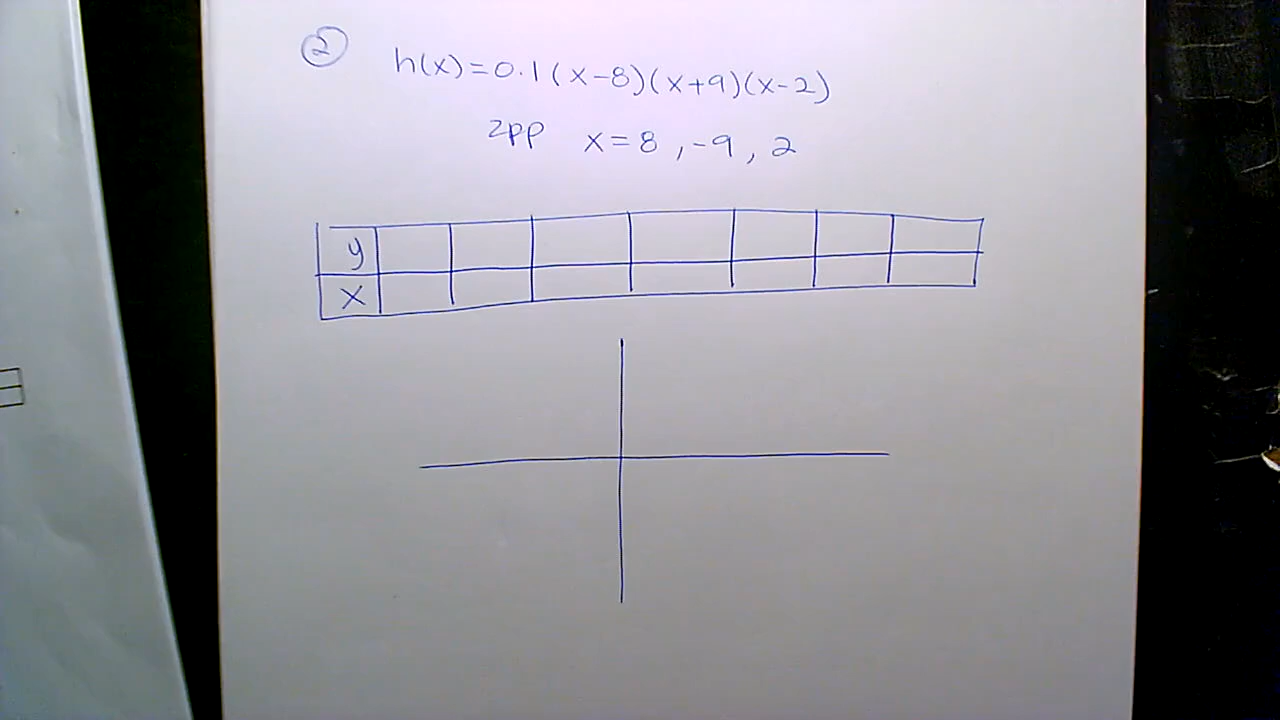 2
h(x)=0.1(x-8)(x+9)(x-2)
zpp x=8,-9,2
y
x